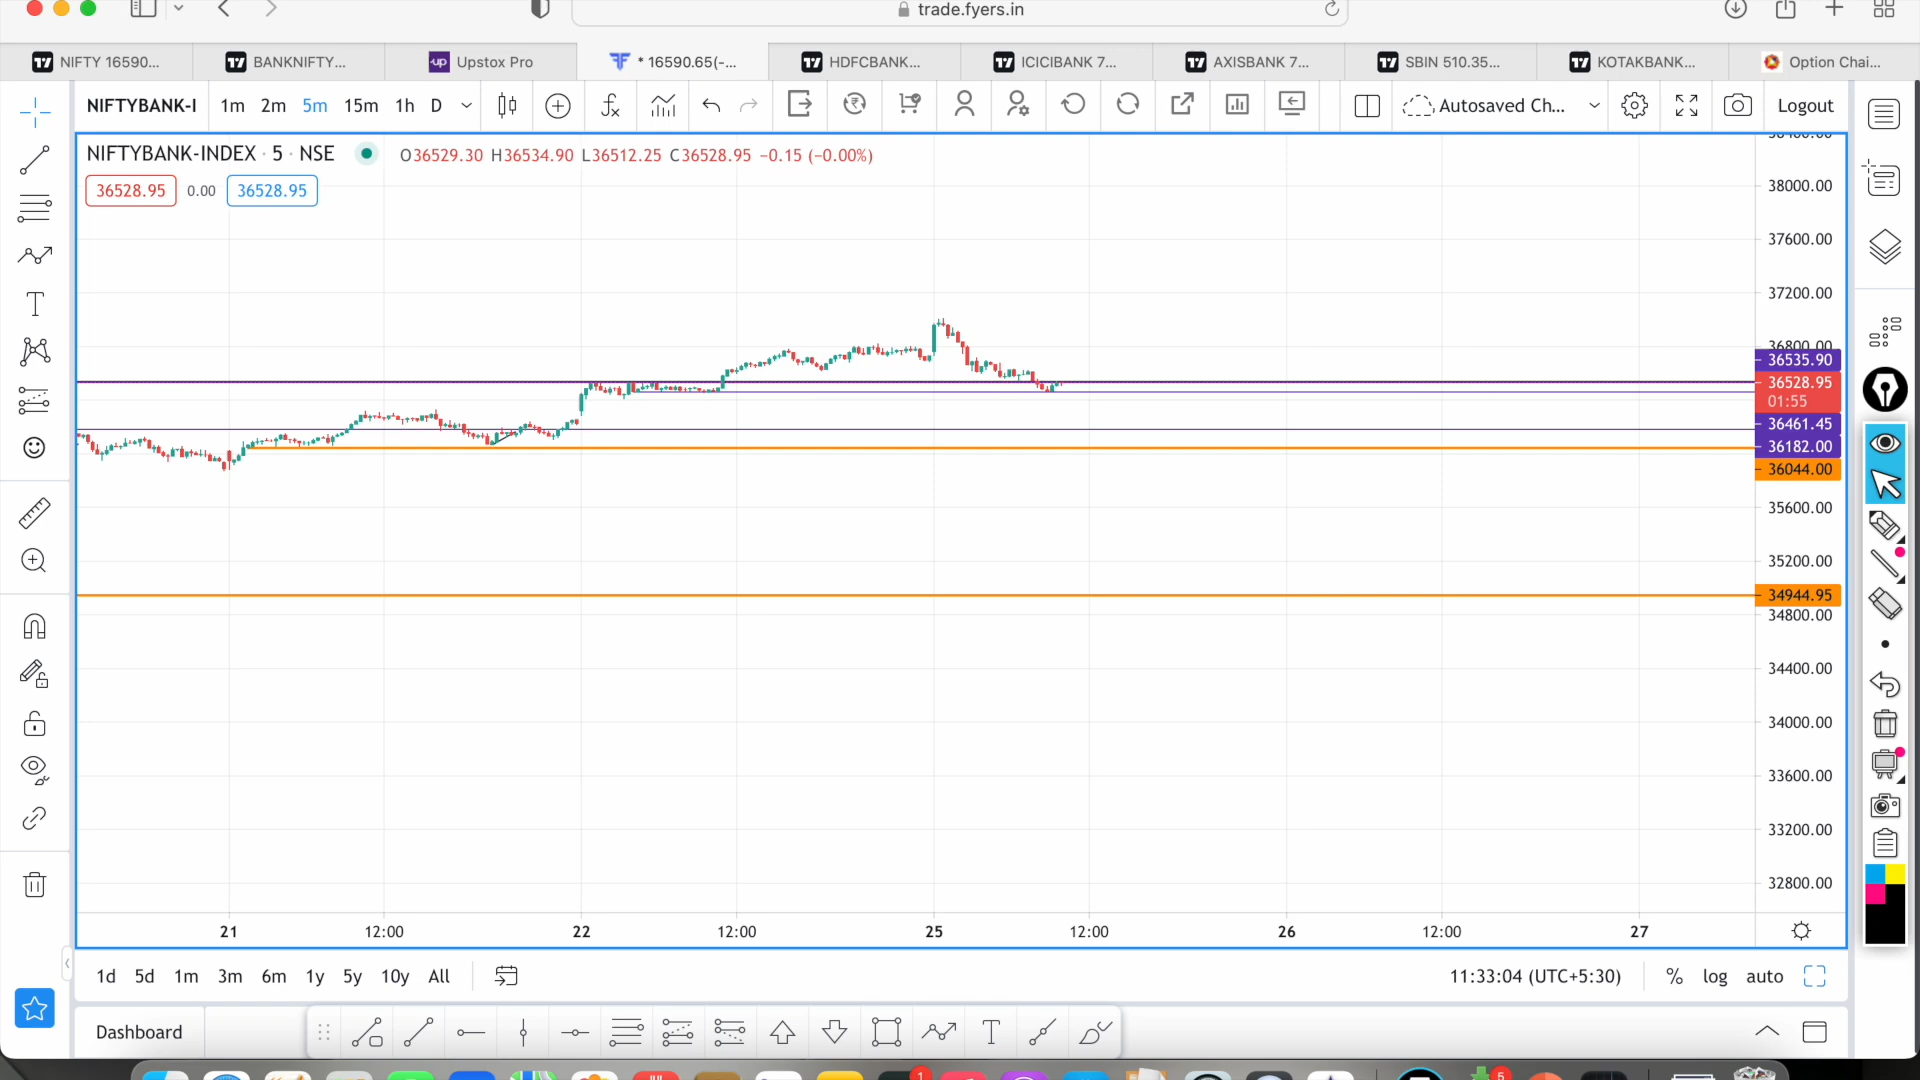 trade.fyers.in
NIFTY 16590...
BANKNIFTY...
up
Upstox Pro
* 16590.65(-...
HDFCBANK...
ICICIBANK 7...
AXISBANK 7...
SBIN 510.35...
KOTAKBANK...
Option Chai...
NIFTYBANK-I
1m 2m 5m 15m 1h D
Autosaved Ch...
Logout
NIFTYBANK-INDEX · 5 · NSE
O36529.30 H36534.90 L36512.25 C36528.95 −0.15 (−0.00%)
36528.95 0.00 36528.95
38000.00
37600.00
37200.00
36800.00
36535.90
36528.95
01:55
36461.45
36182.00
36044.00
35600.00
35200.00
34944.95
34800.00
34400.00
34000.00
33600.00
33200.00
32800.00
21 12:00 22 12:00 25 12:00 26 12:00 27
1d 5d 1m 3m 6m 1y 5y 10y All
11:33:04 (UTC+5:30)
% log auto
Dashboard
1
5